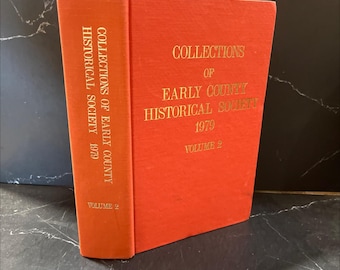 COLLECTIONS OF EARLY COUNTY
HISTORICAL SOCIETY 1979
VOLUME 2
COLLECTIONS
OF
EARLY COUNTY
HISTORICAL SOCIETY
1979
VOLUME 2